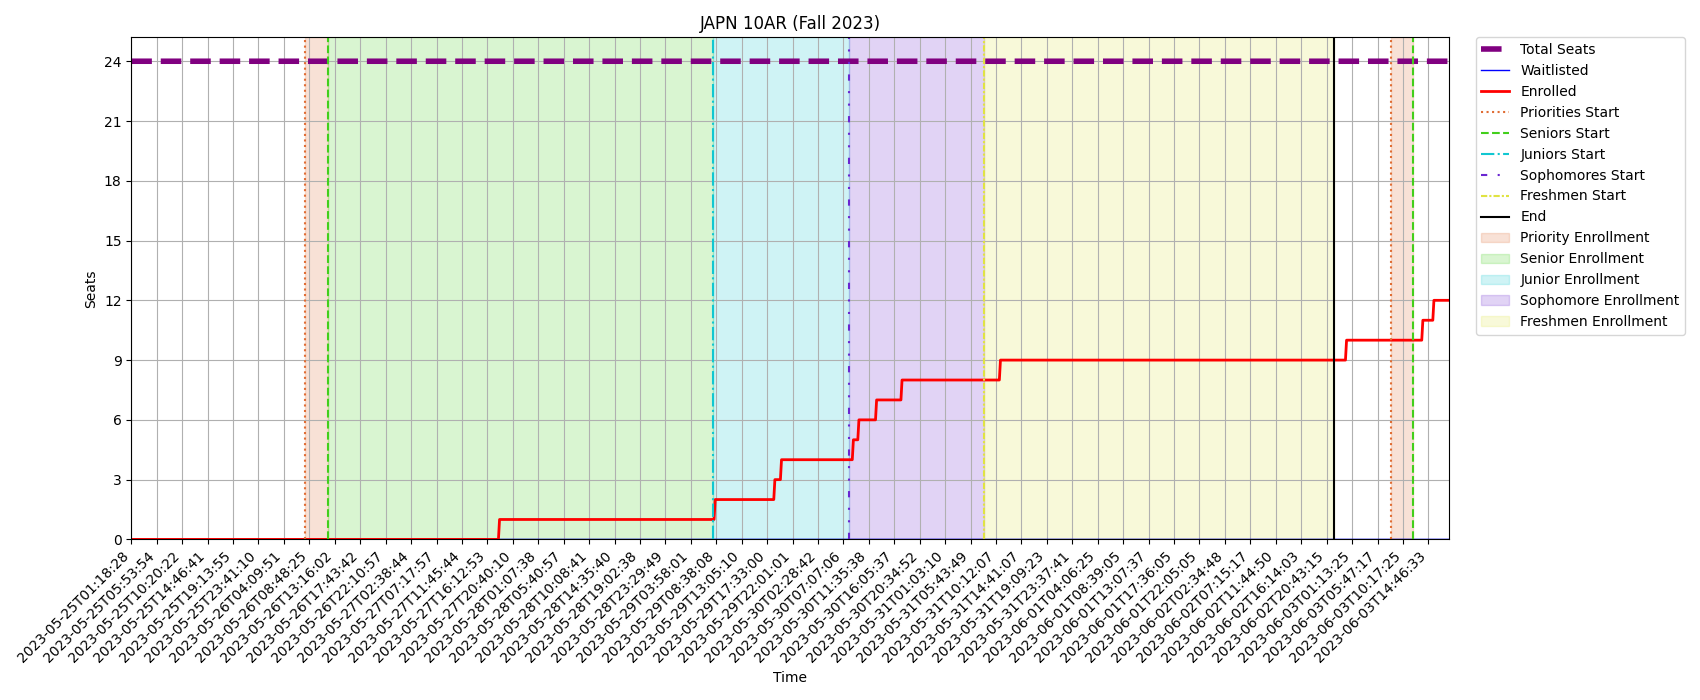 JAPN 10AR (Fall 2023)
Seats
24
21
18
15
12
9
6
3
0
2023-05-25T01:18:28
2023-05-25T05:53:54
2023-05-25T10:20:22
2023-05-25T14:46:41
2023-05-25T19:13:55
2023-05-25T23:41:10
2023-05-26T04:09:51
2023-05-26T08:48:25
2023-05-26T13:16:02
2023-05-26T17:43:42
2023-05-26T22:10:57
2023-05-27T02:38:44
2023-05-27T07:17:57
2023-05-27T11:45:44
2023-05-27T16:12:53
2023-05-27T20:40:10
2023-05-28T01:07:38
2023-05-28T05:40:57
2023-05-28T10:08:41
2023-05-28T14:35:40
2023-05-28T19:02:38
2023-05-28T23:29:49
2023-05-29T03:58:01
2023-05-29T08:38:08
2023-05-29T13:05:10
2023-05-29T17:33:00
2023-05-29T22:01:01
2023-05-30T02:28:42
2023-05-30T07:07:06
2023-05-30T11:35:38
2023-05-30T16:05:37
2023-05-30T20:34:52
2023-05-31T01:03:10
2023-05-31T05:43:49
2023-05-31T10:12:07
2023-05-31T14:41:07
2023-05-31T19:09:23
2023-05-31T23:37:41
2023-06-01T04:06:25
2023-06-01T08:39:05
2023-06-01T13:07:37
2023-06-01T17:36:05
2023-06-01T22:05:05
2023-06-02T02:34:48
2023-06-02T07:15:17
2023-06-02T11:44:50
2023-06-02T16:14:03
2023-06-02T20:43:15
2023-06-03T01:13:25
2023-06-03T05:47:17
2023-06-03T10:17:25
2023-06-03T14:46:33
Time
Total Seats
Waitlisted
Enrolled
Priorities Start
Seniors Start
Juniors Start
Sophomores Start
Freshmen Start
End
Priority Enrollment
Senior Enrollment
Junior Enrollment
Sophomore Enrollment
Freshmen Enrollment